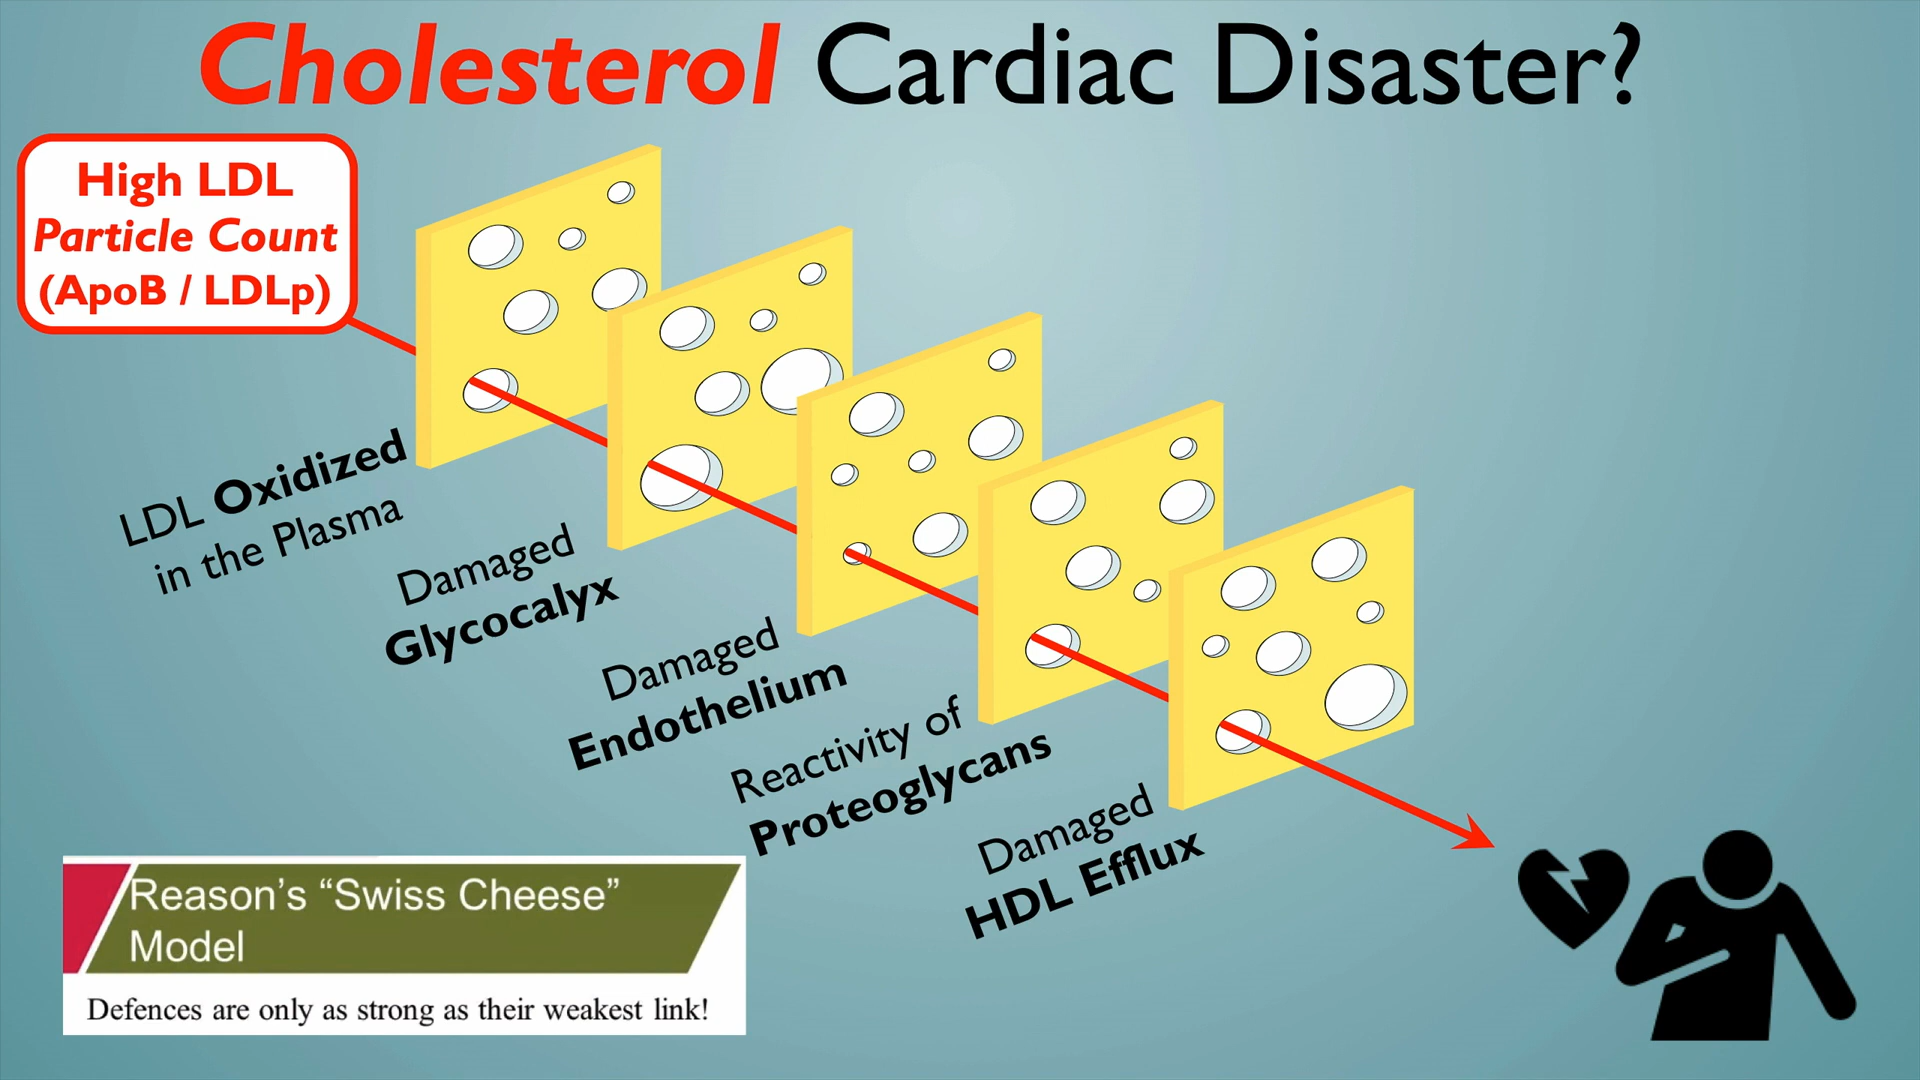 Cholesterol Cardiac Disaster?
High LDL
Particle Count
(ApoB / LDLp)
LDL Oxidized
in the Plasma
Damaged
Glycocalyx
Damaged
Endothelium
Reactivity of
Proteoglycans
Damaged
HDL Efflux
Reason's “Swiss Cheese”
Model
Defences are only as strong as their weakest link!